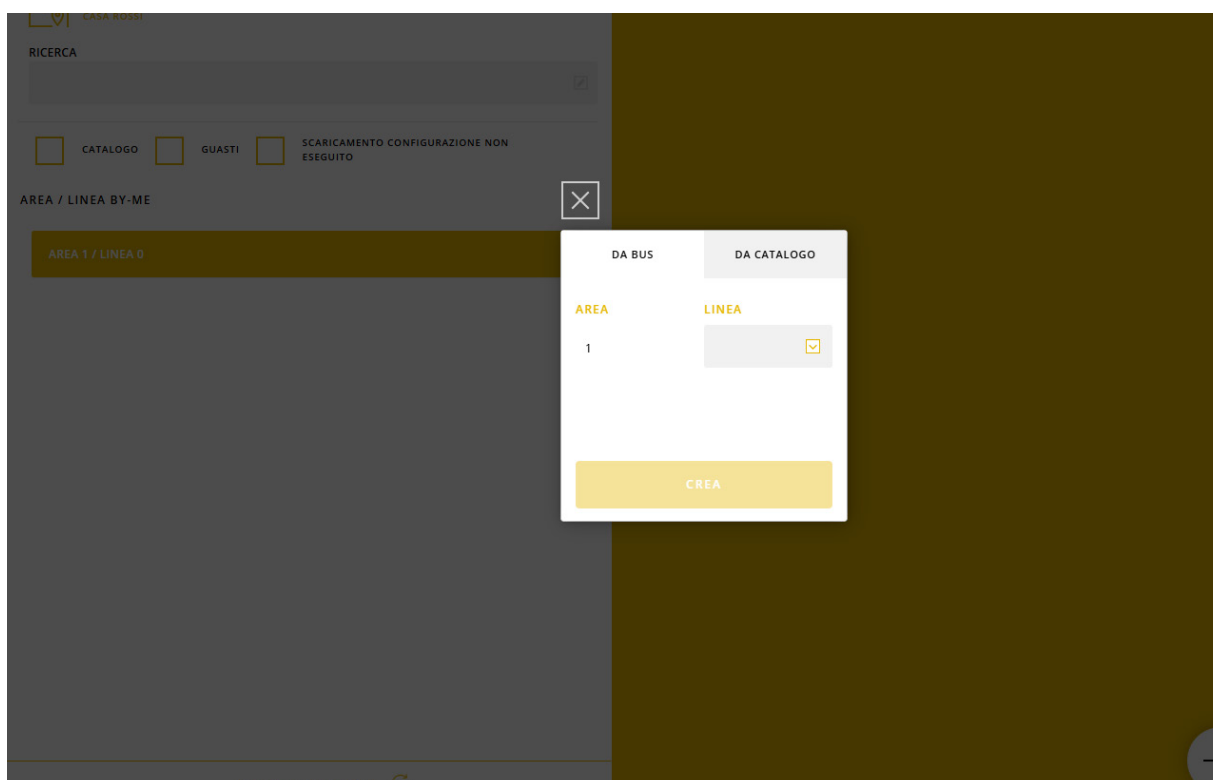 CASA ROSSI
RICERCA
CATALOGO
GUASTI
SCARICAMENTO CONFIGURAZIONE NON
ESEGUITO
AREA / LINEA BY-ME
AREA 1 / LINEA 0
DA BUS
DA CATALOGO
AREA
LINEA
1
CREA